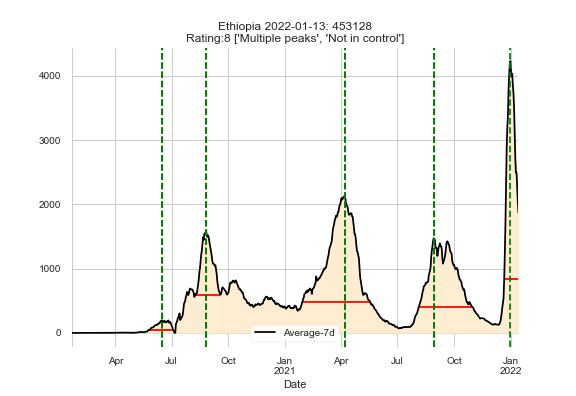 Ethiopia 2022-01-13: 453128
Rating:8 ['Multiple peaks', 'Not in control']
4000
3000
2000
1000
0
Average-7d
Apr
Jul
Oct
Jan
2021
Apr
Jul
Oct
Jan
2022
Date